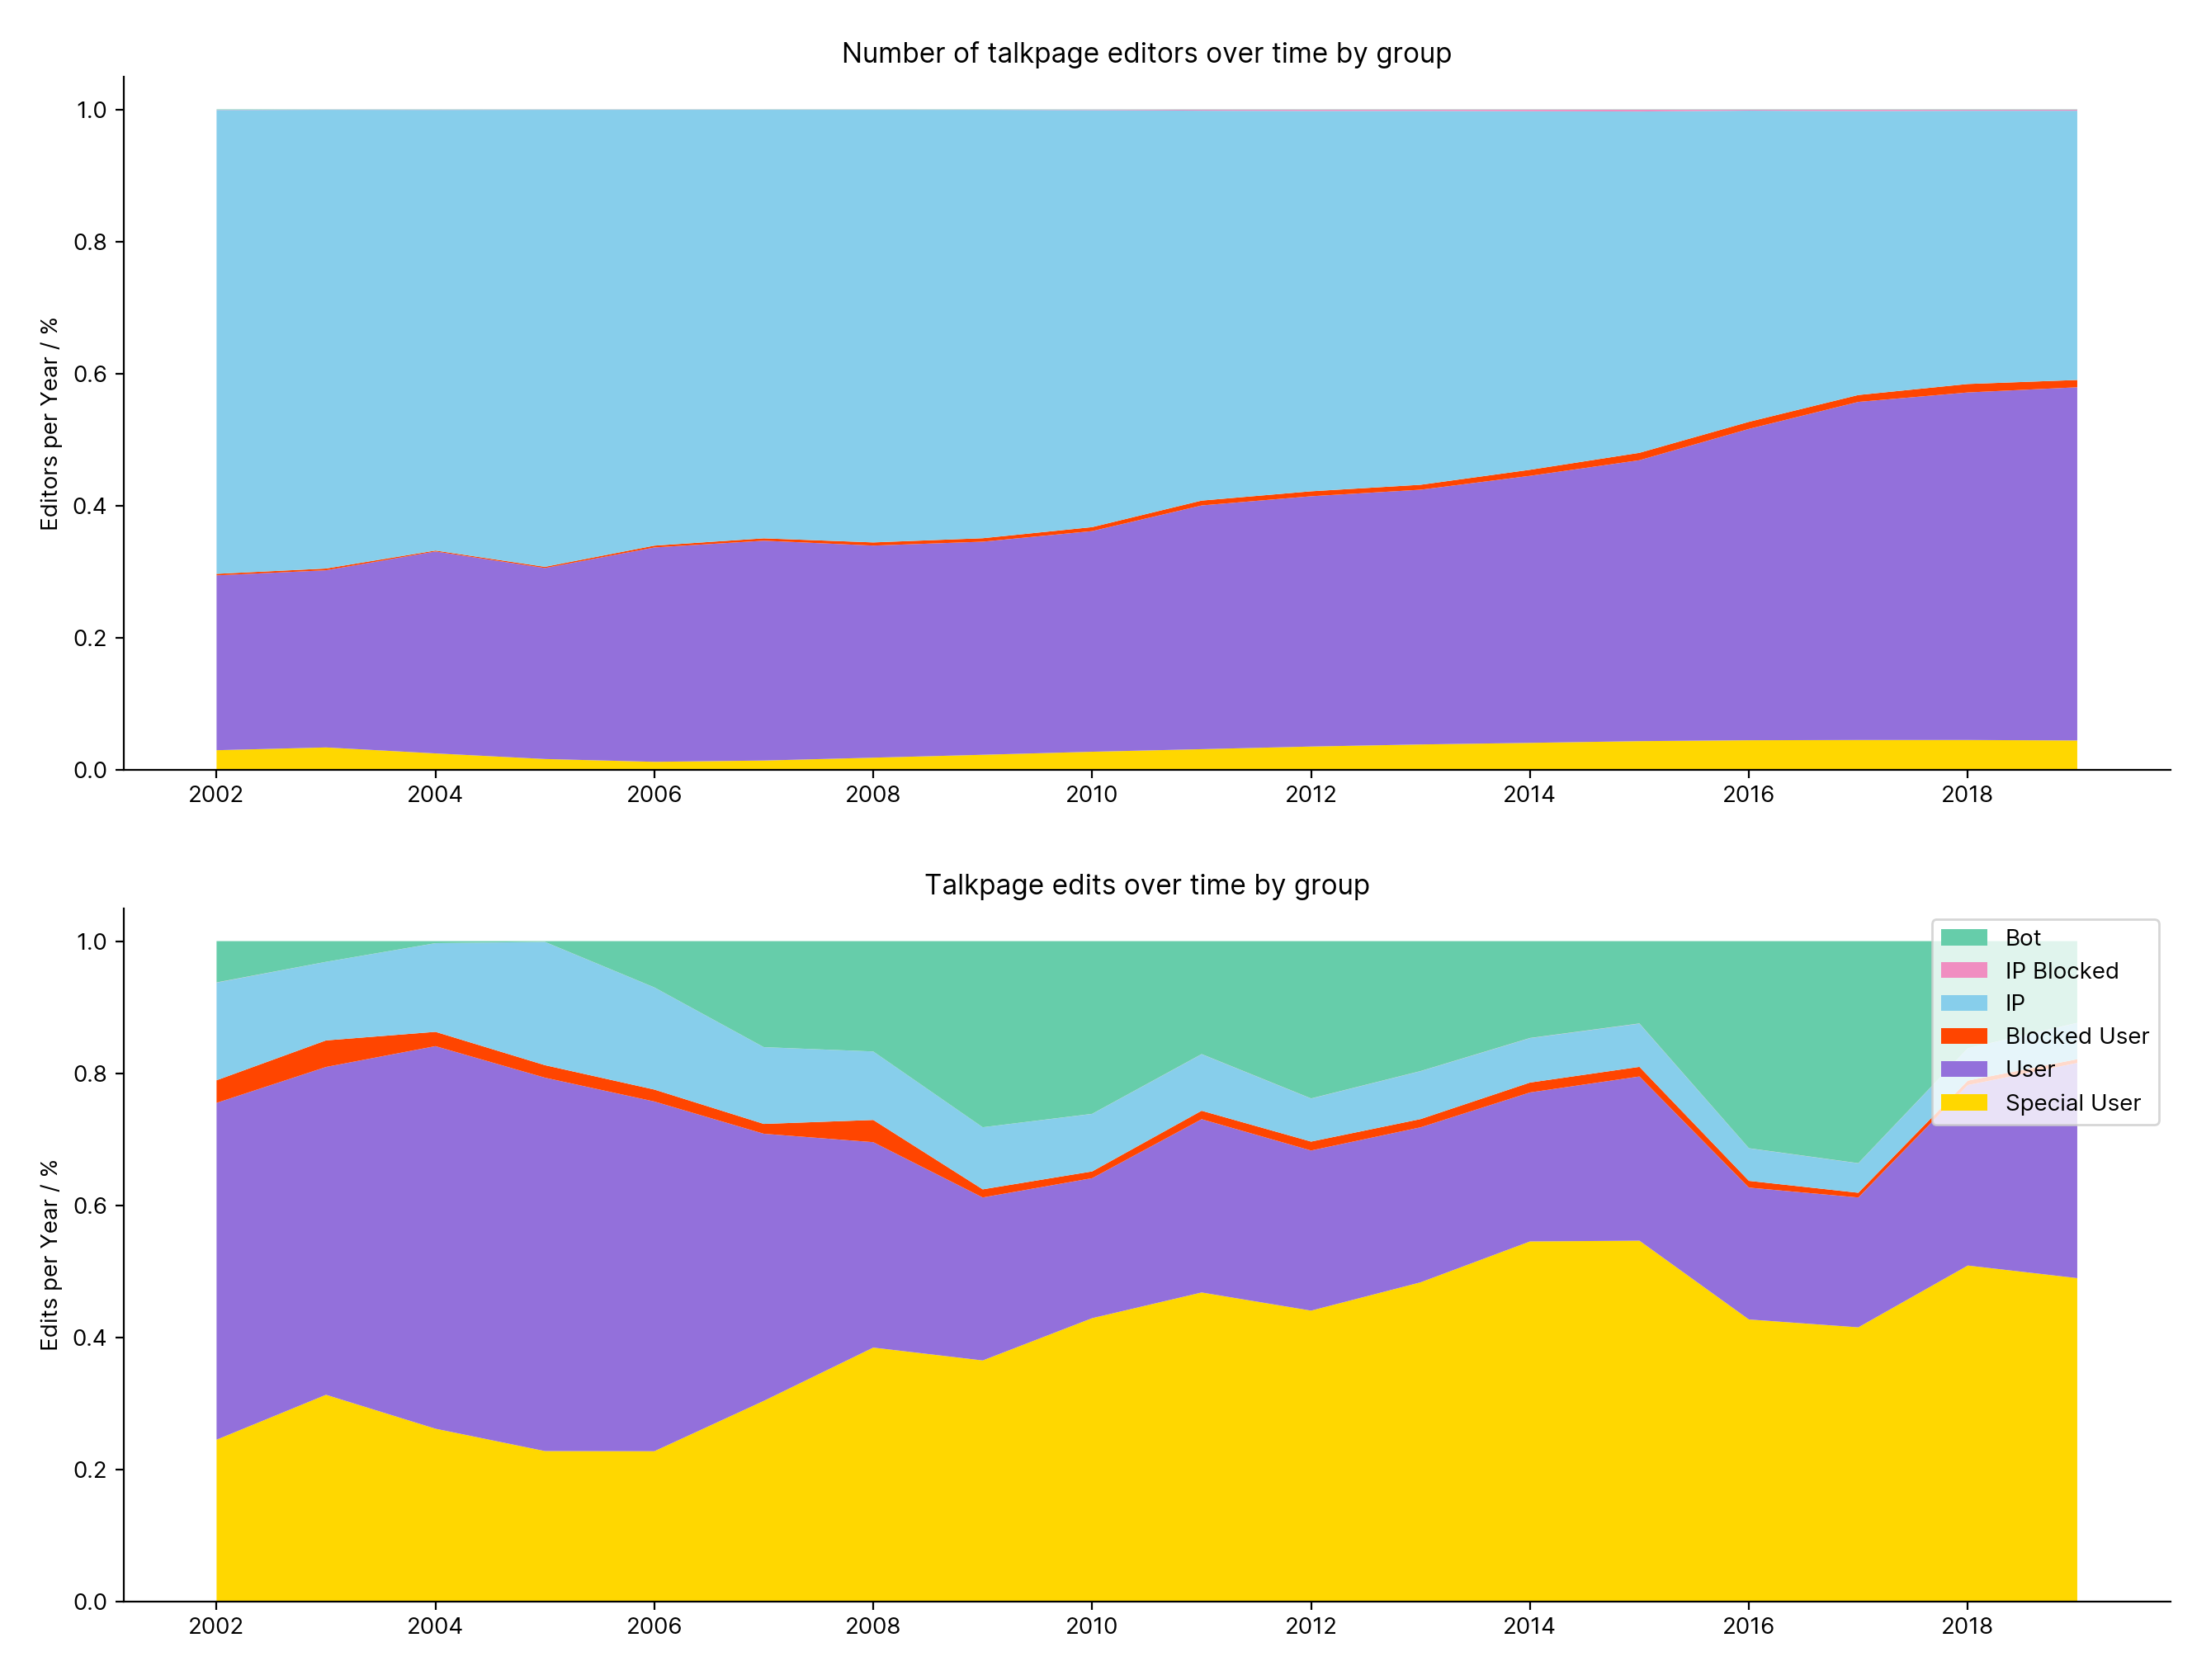 Number of talkpage editors over time by group
Editors per Year / %
1.0
0.8
0.6
0.4
0.2
0.0
2002 2004 2006 2008 2010 2012 2014 2016 2018
Talkpage edits over time by group
Edits per Year / %
1.0
0.8
0.6
0.4
0.2
0.0
Bot
IP Blocked
IP
Blocked User
User
Special User
2002 2004 2006 2008 2010 2012 2014 2016 2018